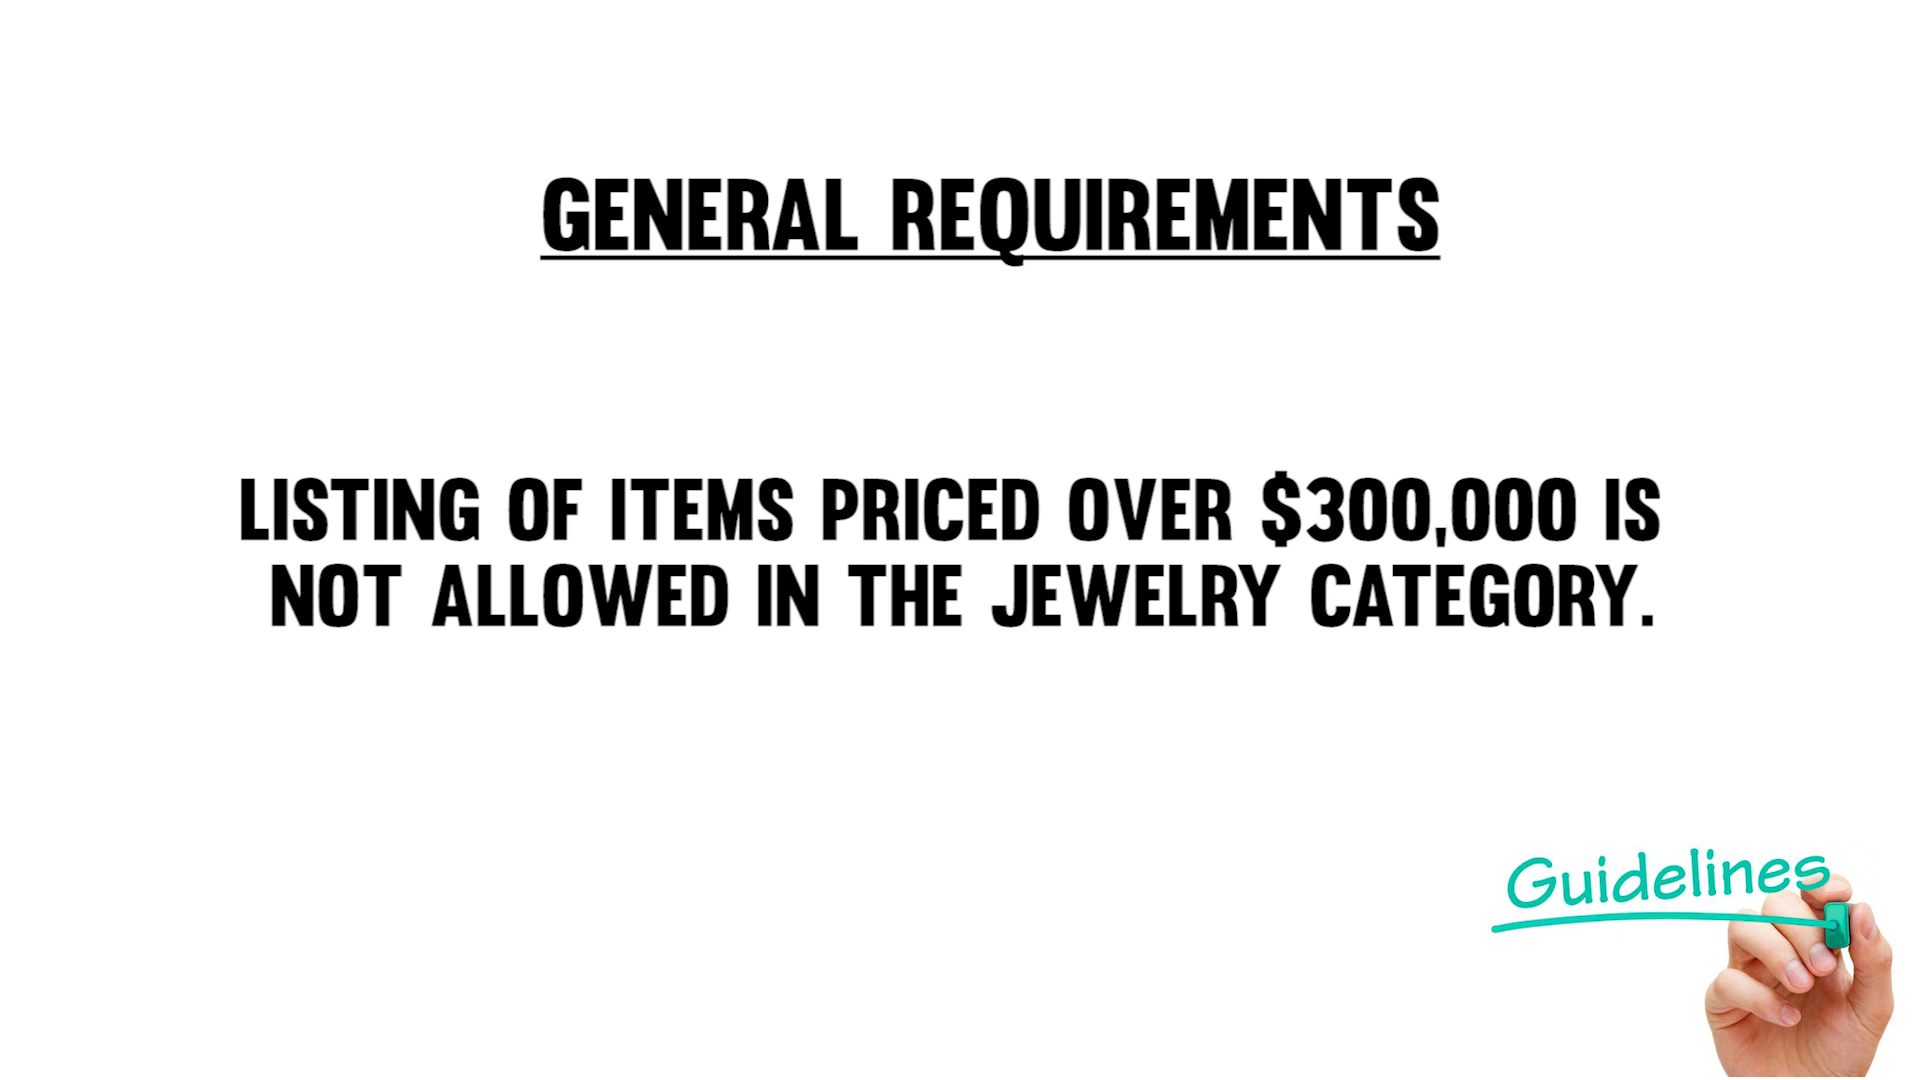 GENERAL REQUIREMENTS
LISTING OF ITEMS PRICED OVER $300,000 IS
NOT ALLOWED IN THE JEWELRY CATEGORY.
Guidelines